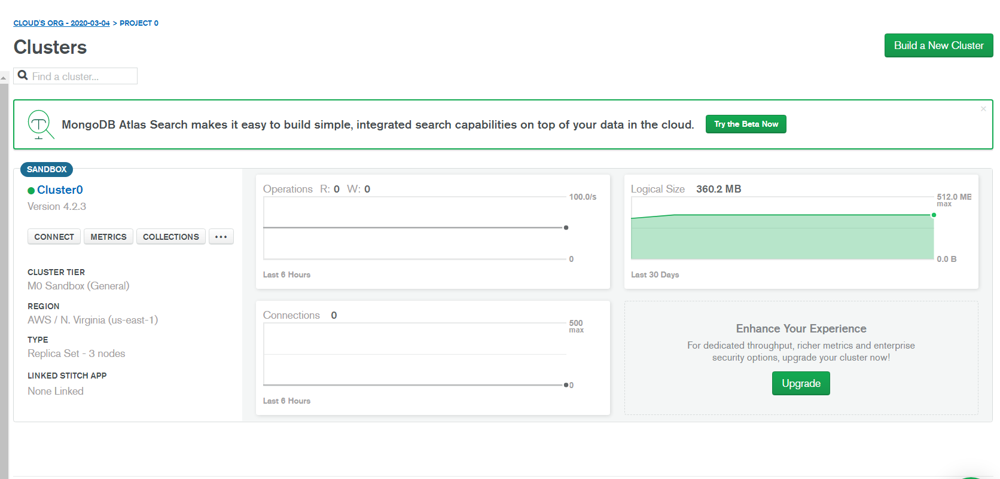 CLOUD'S ORG - 2020-03-04 > PROJECT 0
Clusters
Build a New Cluster
Find a cluster...
MongoDB Atlas Search makes it easy to build simple, integrated search capabilities on top of your data in the cloud.
Try the Beta Now
×
SANDBOX
Cluster0
Version 4.2.3
CONNECT
METRICS
COLLECTIONS
•••
CLUSTER TIER
M0 Sandbox (General)
REGION
AWS / N. Virginia (us-east-1)
TYPE
Replica Set - 3 nodes
LINKED STITCH APP
None Linked
Operations R: 0 W: 0
100.0/s
0
Last 6 Hours
Logical Size 360.2 MB
512.0 MB
max
0.0 B
Last 30 Days
Connections 0
500
max
0
Last 6 Hours
Enhance Your Experience
For dedicated throughput, richer metrics and enterprise
security options, upgrade your cluster now!
Upgrade